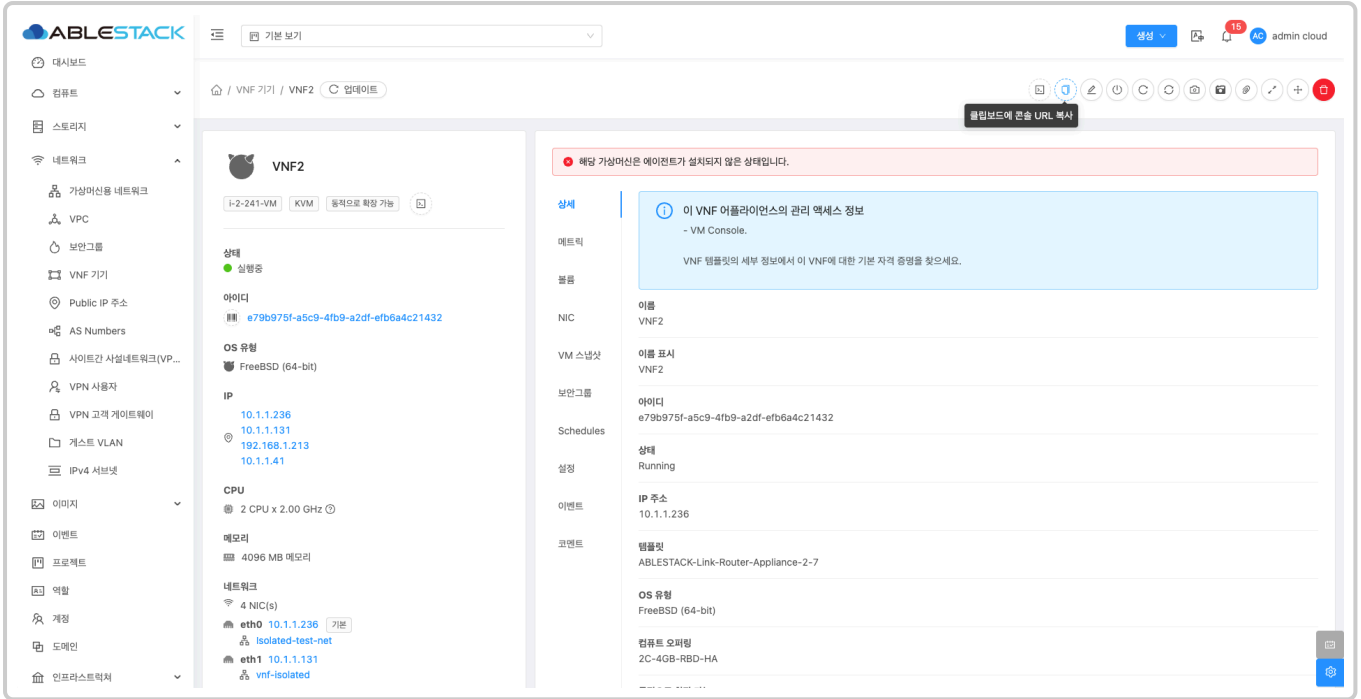 ABLESTACK
기본 보기
생성
15
AC
admin cloud
대시보드
컴퓨트
스토리지
네트워크
가상머신용 네트워크
VPC
보안그룹
VNF 기기
Public IP 주소
AS Numbers
사이트간 사설네트워크(VP...
VPN 사용자
VPN 고객 게이트웨이
게스트 VLAN
IPv4 서브넷
이미지
이벤트
프로젝트
역할
계정
도메인
인프라스트럭쳐
/ VNF 기기 / VNF2 업데이트
클립보드에 콘솔 URL 복사
VNF2
i-2-241-VM KVM 동적으로 확장 가능
상태
실행중
아이디
e79b975f-a5c9-4fb9-a2df-efb6a4c21432
OS 유형
FreeBSD (64-bit)
IP
10.1.1.236
10.1.1.131
192.168.1.213
10.1.1.41
CPU
2 CPU x 2.00 GHz
메모리
4096 MB 메모리
네트워크
4 NIC(s)
eth0 10.1.1.236 기본
Isolated-test-net
eth1 10.1.1.131
vnf-isolated
해당 가상머신은 에이전트가 설치되지 않은 상태입니다.
상세
메트릭
볼륨
NIC
VM 스냅샷
보안그룹
Schedules
설정
이벤트
코멘트
이 VNF 어플라이언스의 관리 액세스 정보
- VM Console.
VNF 템플릿의 세부 정보에서 이 VNF에 대한 기본 자격 증명을 찾으세요.
이름
VNF2
이름 표시
VNF2
아이디
e79b975f-a5c9-4fb9-a2df-efb6a4c21432
상태
Running
IP 주소
10.1.1.236
템플릿
ABLESTACK-Link-Router-Appliance-2-7
OS 유형
FreeBSD (64-bit)
컴퓨트 오퍼링
2C-4GB-RBD-HA